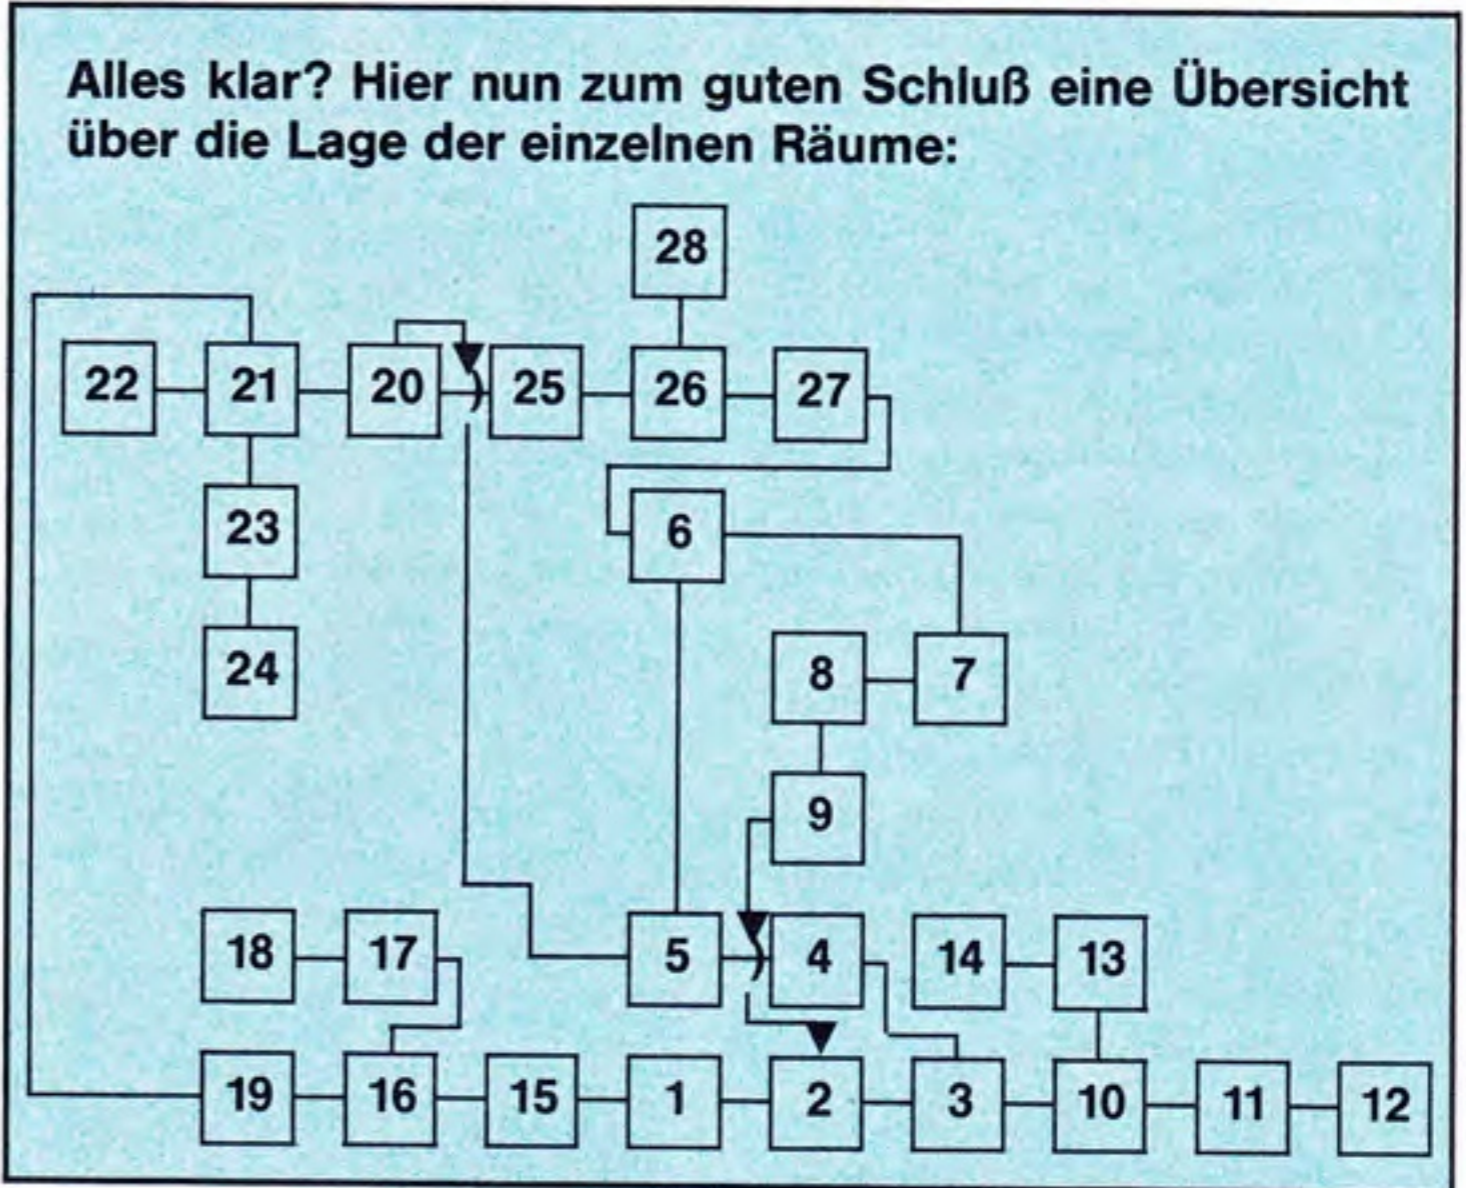 Alles klar? Hier nun zum guten Schluß eine Übersicht
über die Lage der einzelnen Räume:
28
22 21 20 25 26 27
23 6
24 8 7
9
18 17 5 4 14 13
19 16 15 1 2 3 10 11 12